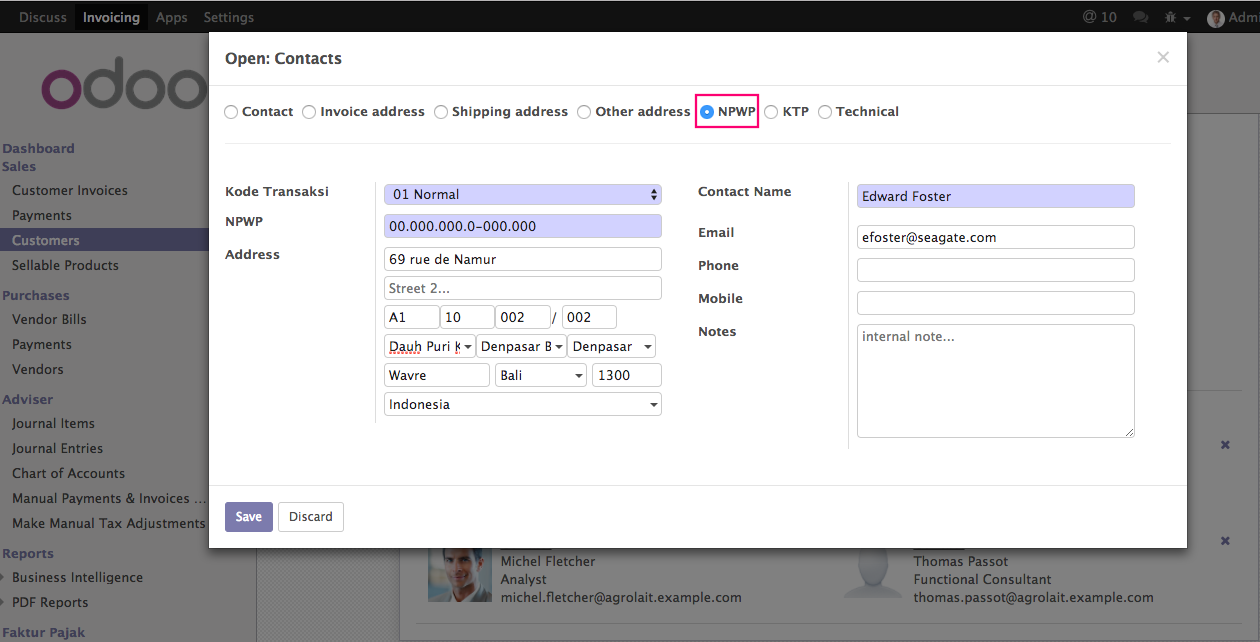 Discuss Invoicing Apps Settings @ 10
odoo
Open: Contacts ×
Contact Invoice address Shipping address Other address NPWP KTP Technical
Dashboard
Sales
Customer Invoices
Payments
Customers
Sellable Products
Purchases
Vendor Bills
Payments
Vendors
Adviser
Journal Items
Journal Entries
Chart of Accounts
Manual Payments & Invoices ...
Make Manual Tax Adjustments
Reports
Business Intelligence
PDF Reports
Faktur Pajak
Kode Transaksi 01 Normal
NPWP 00.000.000.0-000.000
Address 69 rue de Namur
Street 2...
A1 10 002 / 002
Dauh Puri K Denpasar B Denpasar
Wavre Bali 1300
Indonesia
Contact Name Edward Foster
Email efoster@seagate.com
Phone
Mobile
Notes internal note...
Save Discard
Michel Fletcher
Analyst
michel.fletcher@agrolait.example.com
Thomas Passot
Functional Consultant
thomas.passot@agrolait.example.com